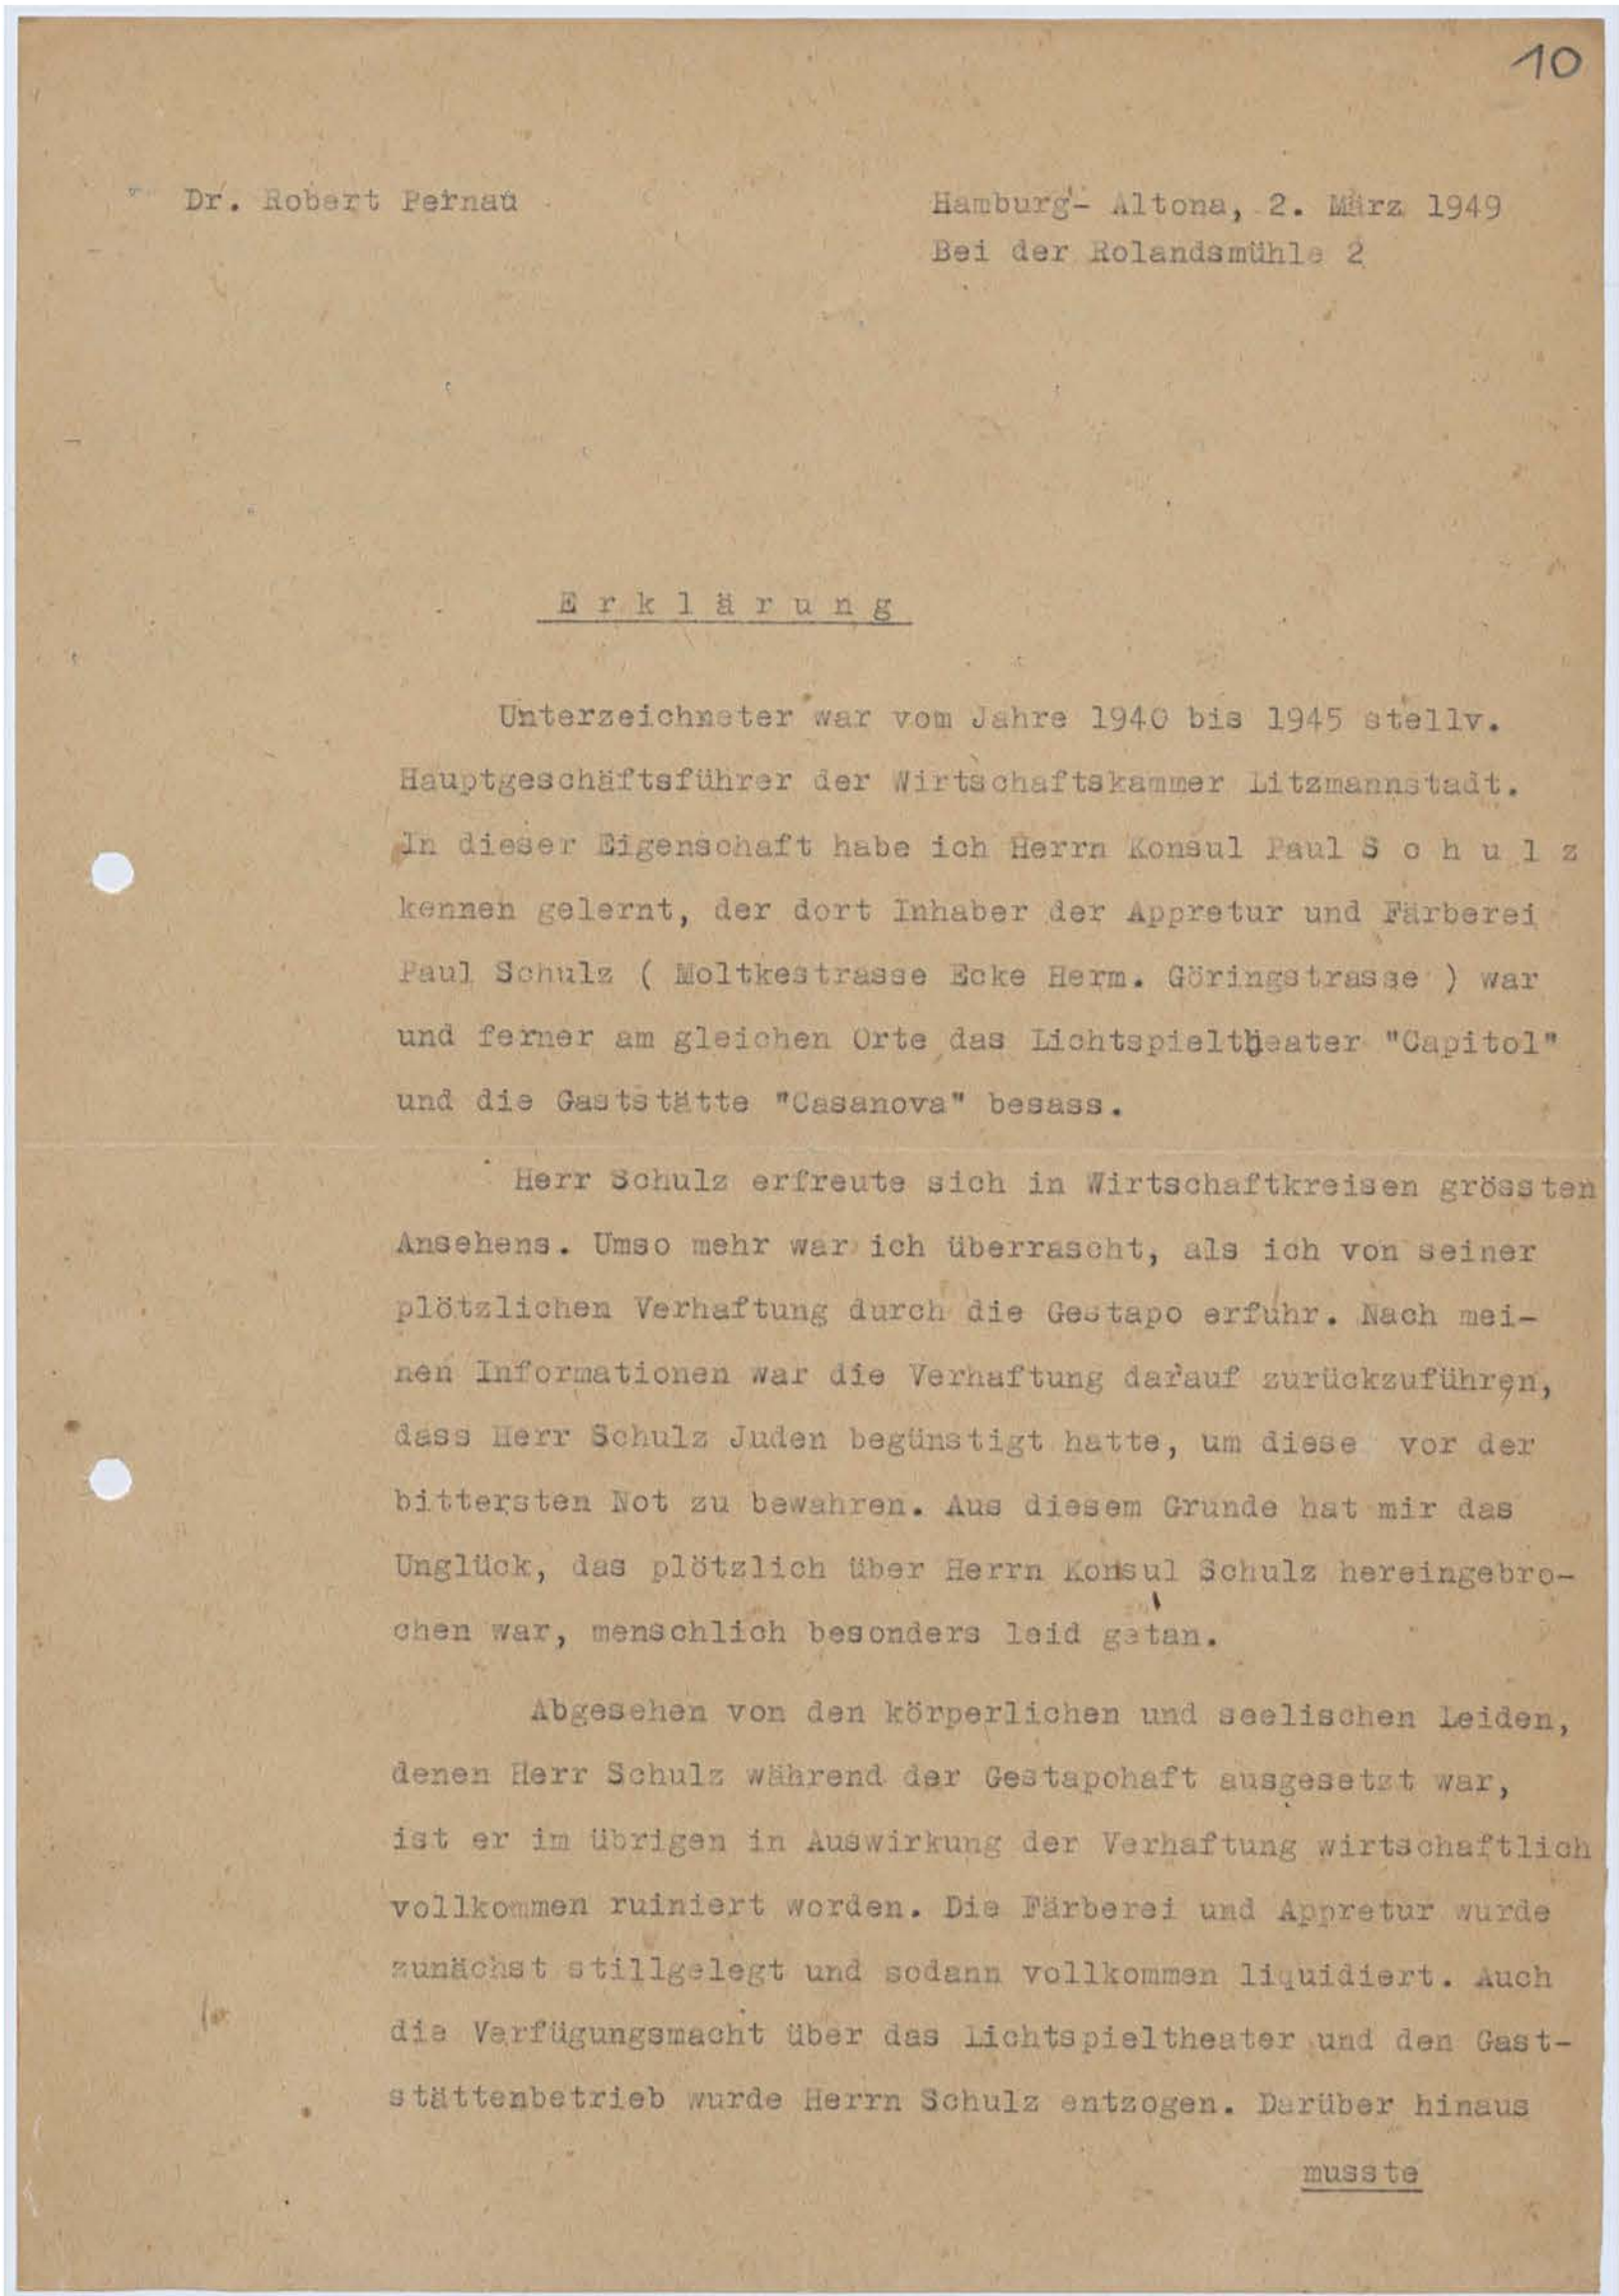 10
Dr. Robert Pernau
Hamburg- Altona, 2. März 1949
Bei der Rolandsmühle 2
E r k l ä r u n g
Unterzeichneter war vom Jahre 1940 bis 1945 stellv.
Hauptgeschäftsführer der Wirtschaftskammer Litzmannstadt.
In dieser Eigenschaft habe ich Herrn Konsul Paul S c h u l z
kennen gelernt, der dort Inhaber der Appretur und Färberei
Paul Schulz ( Moltkestrasse Ecke Herm. Göringstrasse ) war
und ferner am gleichen Orte das Lichtspieltheater "Capitol"
und die Gaststätte "Casanova" besass.
Herr Schulz erfreute sich in Wirtschaftkreisen grössten
Ansehens. Umso mehr war ich überrascht, als ich von seiner
plötzlichen Verhaftung durch die Gestapo erfuhr. Nach mei-
nen Informationen war die Verhaftung darauf zurückzuführen,
dass Herr Schulz Juden begünstigt hatte, um diese vor der
bittersten Not zu bewahren. Aus diesem Grunde hat mir das
Unglück, das plötzlich über Herrn Konsul Schulz hereingebro-
chen war, menschlich besonders leid getan.
Abgesehen von den körperlichen und seelischen Leiden,
denen Herr Schulz während der Gestapohaft ausgesetzt war,
ist er im übrigen in Auswirkung der Verhaftung wirtschaftlich
vollkommen ruiniert worden. Die Färberei und Appretur wurde
zunächst stillgelegt und sodann vollkommen liquidiert. Auch
die Verfügungsmacht über das Lichtspieltheater und den Gast-
stättenbetrieb wurde Herrn Schulz entzogen. Darüber hinaus
musste